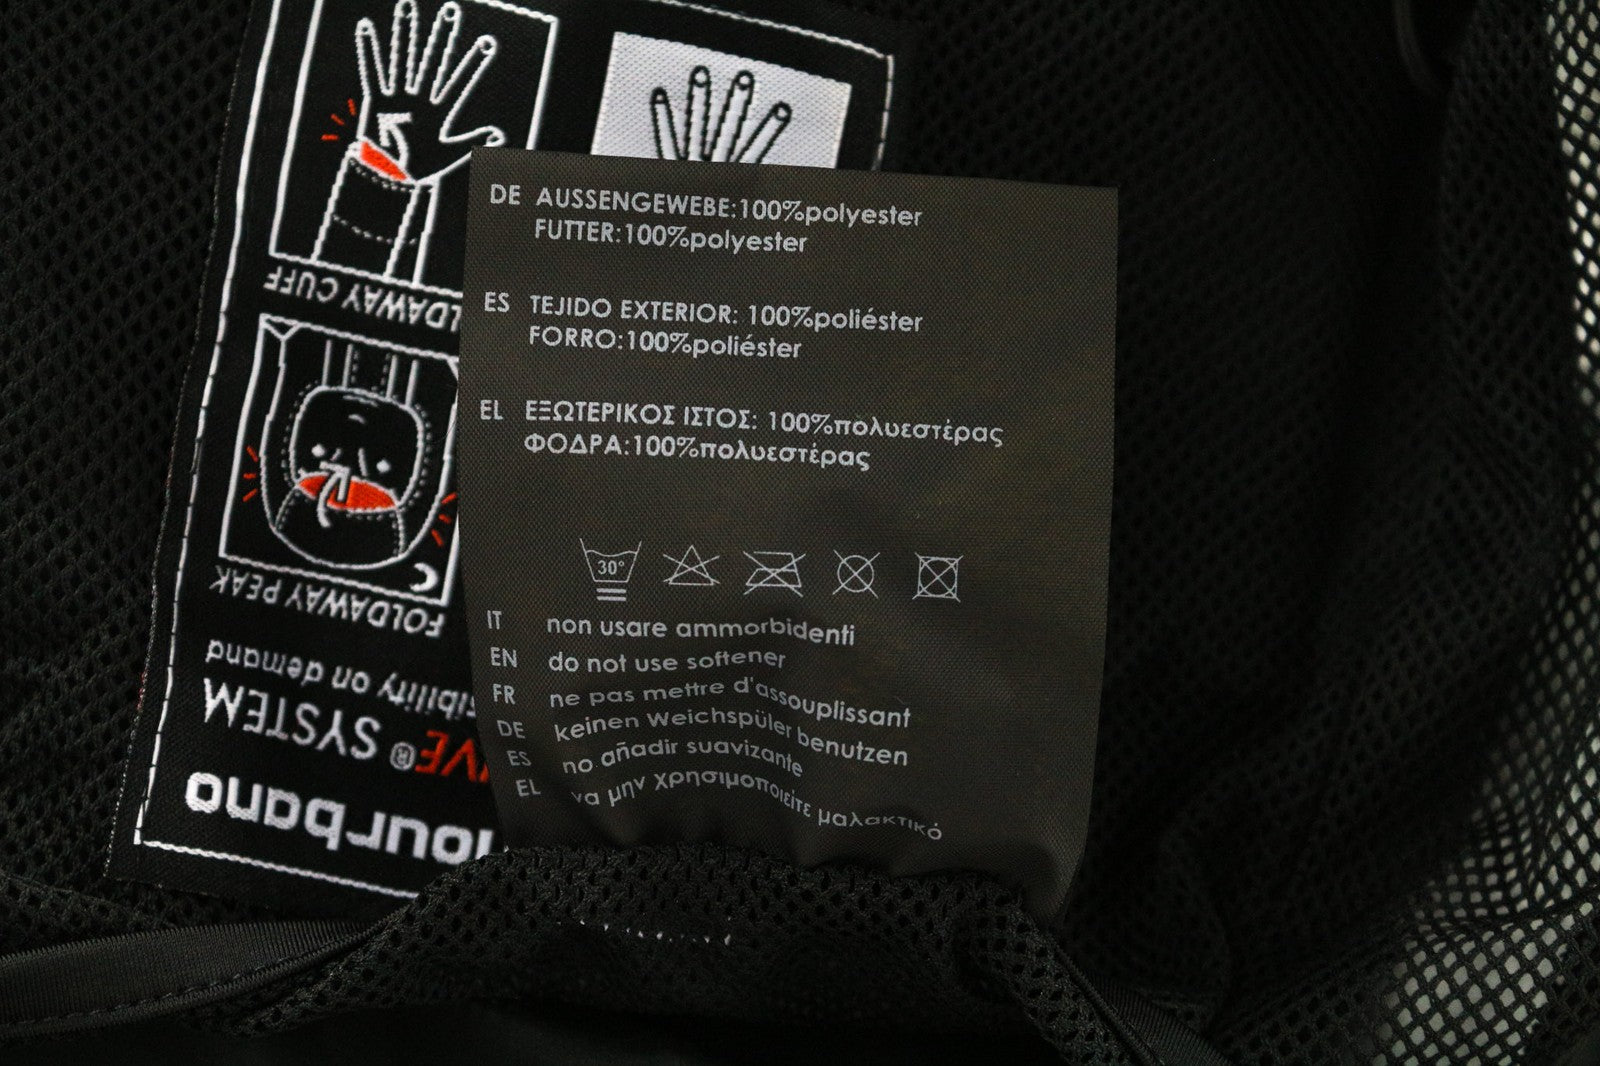 DE AUSSENGEWEBE:100%polyester
FUTTER:100%polyester
ES TEJIDO EXTERIOR: 100%poliéster
FORRO:100%poliéster
EL ΕΞΩΤΕΡΙΚΟΣ ΙΣΤΟΣ: 100%πολυεστέρας
ΦΟΔΡΑ:100%πολυεστέρας
30°
IT non usare ammorbidenti
EN do not use softener
FR ne pas mettre d'assouplissant
DE keinen Weichspüler benutzen
ES no añadir suavizante
EL να μην χρησιμοποιείτε μαλακτικό
ourbano
® SYSTEM
on demand
FOLDAWAY PEAK
CUFF